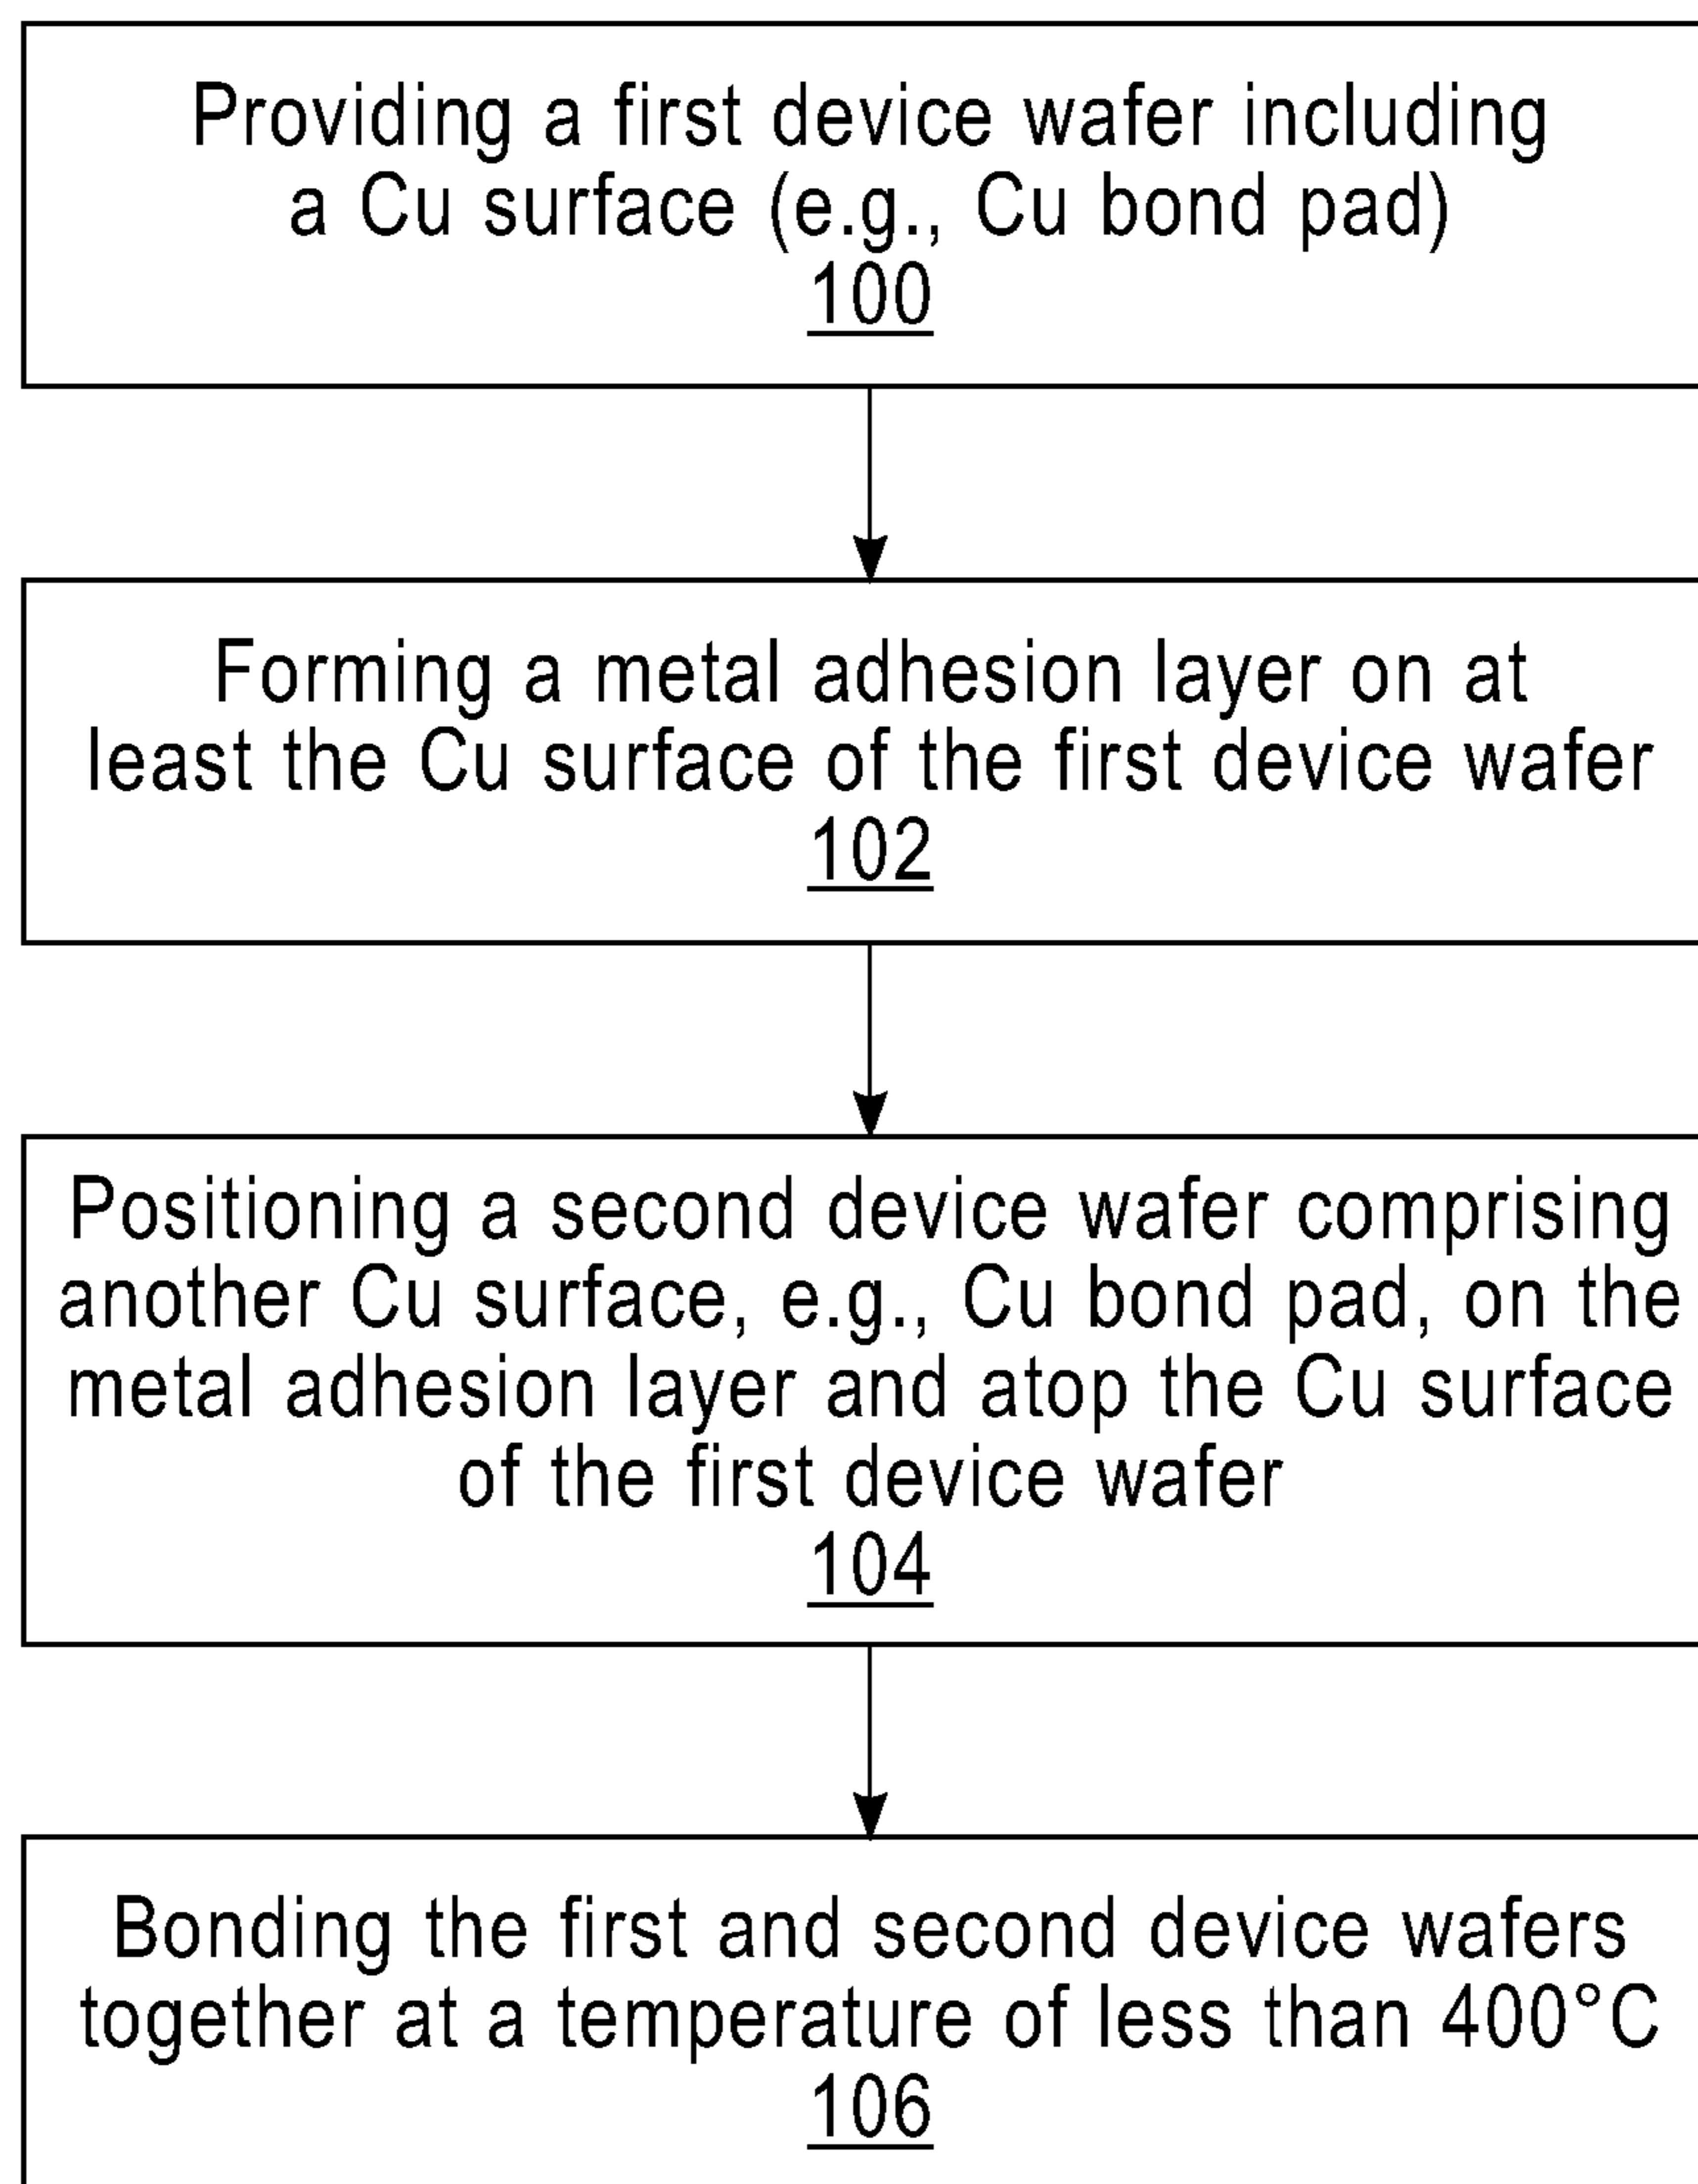 Providing a first device wafer including
a Cu surface (e.g., Cu bond pad)
100
Forming a metal adhesion layer on at
least the Cu surface of the first device wafer
102
Positioning a second device wafer comprising
another Cu surface, e.g., Cu bond pad, on the
metal adhesion layer and atop the Cu surface
of the first device wafer
104
Bonding the first and second device wafers
together at a temperature of less than 400°C
106